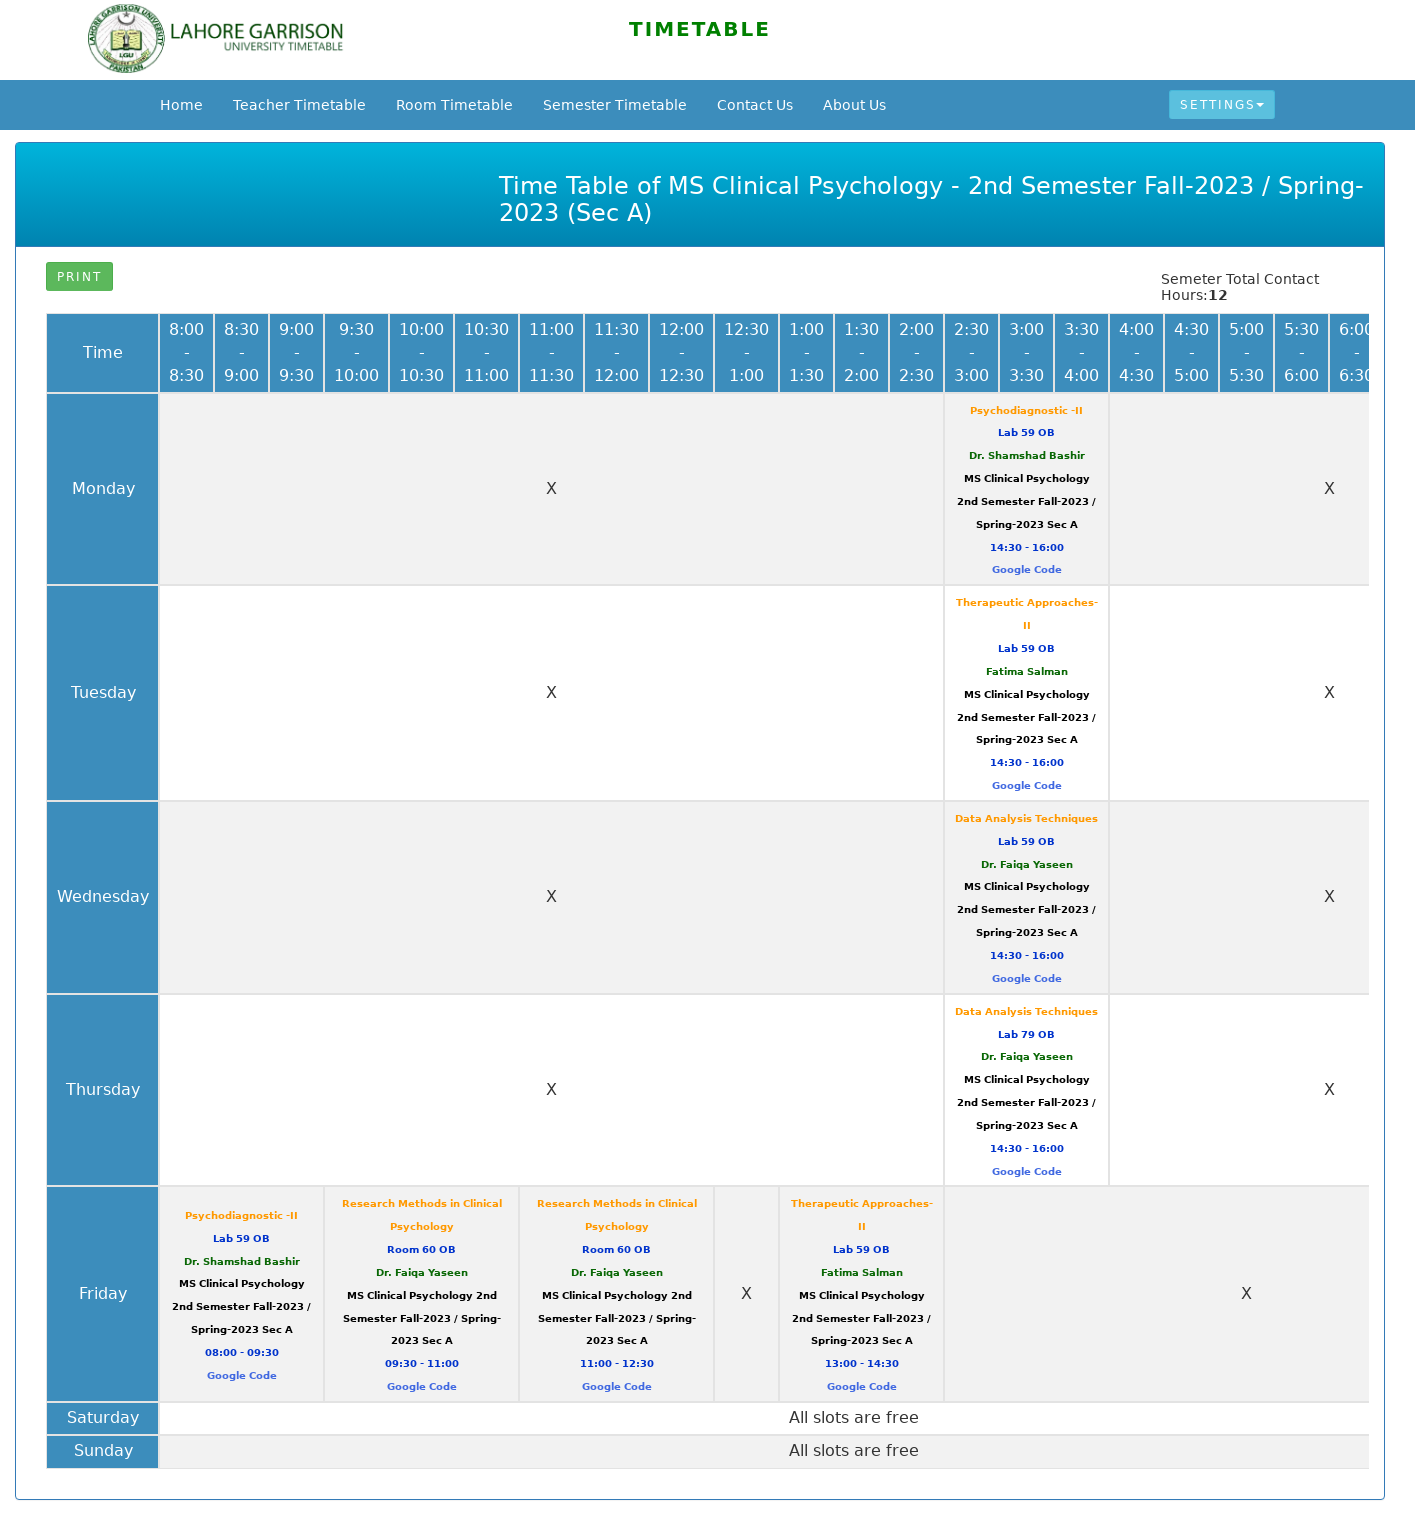 LAHORE GARRISON
UNIVERSITY TIMETABLE
TIMETABLE
Home Teacher Timetable Room Timetable Semester Timetable Contact Us About Us SETTINGS
Time Table of MS Clinical Psychology - 2nd Semester Fall-2023 / Spring-
2023 (Sec A)
PRINT
Semeter Total Contact
Hours:12
Time
8:00 - 8:30
8:30 - 9:00
9:00 - 9:30
9:30 - 10:00
10:00 - 10:30
10:30 - 11:00
11:00 - 11:30
11:30 - 12:00
12:00 - 12:30
12:30 - 1:00
1:00 - 1:30
1:30 - 2:00
2:00 - 2:30
2:30 - 3:00
3:00 - 3:30
3:30 - 4:00
4:00 - 4:30
4:30 - 5:00
5:00 - 5:30
5:30 - 6:00
6:00 - 6:30
Monday
X
Psychodiagnostic -II
Lab 59 OB
Dr. Shamshad Bashir
MS Clinical Psychology
2nd Semester Fall-2023 /
Spring-2023 Sec A
14:30 - 16:00
Google Code
X
Tuesday
X
Therapeutic Approaches-
II
Lab 59 OB
Fatima Salman
MS Clinical Psychology
2nd Semester Fall-2023 /
Spring-2023 Sec A
14:30 - 16:00
Google Code
X
Wednesday
X
Data Analysis Techniques
Lab 59 OB
Dr. Faiqa Yaseen
MS Clinical Psychology
2nd Semester Fall-2023 /
Spring-2023 Sec A
14:30 - 16:00
Google Code
X
Thursday
X
Data Analysis Techniques
Lab 79 OB
Dr. Faiqa Yaseen
MS Clinical Psychology
2nd Semester Fall-2023 /
Spring-2023 Sec A
14:30 - 16:00
Google Code
X
Friday
Psychodiagnostic -II
Lab 59 OB
Dr. Shamshad Bashir
MS Clinical Psychology
2nd Semester Fall-2023 /
Spring-2023 Sec A
08:00 - 09:30
Google Code
Research Methods in Clinical
Psychology
Room 60 OB
Dr. Faiqa Yaseen
MS Clinical Psychology 2nd
Semester Fall-2023 / Spring-
2023 Sec A
09:30 - 11:00
Google Code
Research Methods in Clinical
Psychology
Room 60 OB
Dr. Faiqa Yaseen
MS Clinical Psychology 2nd
Semester Fall-2023 / Spring-
2023 Sec A
11:00 - 12:30
Google Code
X
Therapeutic Approaches-
II
Lab 59 OB
Fatima Salman
MS Clinical Psychology
2nd Semester Fall-2023 /
Spring-2023 Sec A
13:00 - 14:30
Google Code
X
Saturday
All slots are free
Sunday
All slots are free